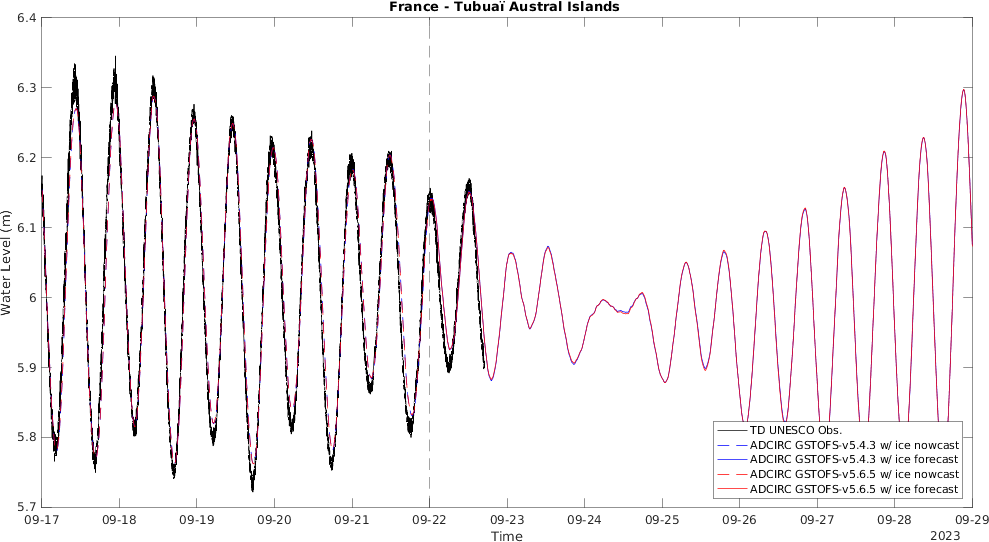 France - Tubuaï Austral Islands
Water Level (m)
6.4
6.3
6.2
6.1
6
5.9
5.8
5.7
TD UNESCO Obs.
ADCIRC GSTOFS-v5.4.3 w/ ice nowcast
ADCIRC GSTOFS-v5.4.3 w/ ice forecast
ADCIRC GSTOFS-v5.6.5 w/ ice nowcast
ADCIRC GSTOFS-v5.6.5 w/ ice forecast
09-17 09-18 09-19 09-20 09-21 09-22 09-23 09-24 09-25 09-26 09-27 09-28 09-29
Time
2023